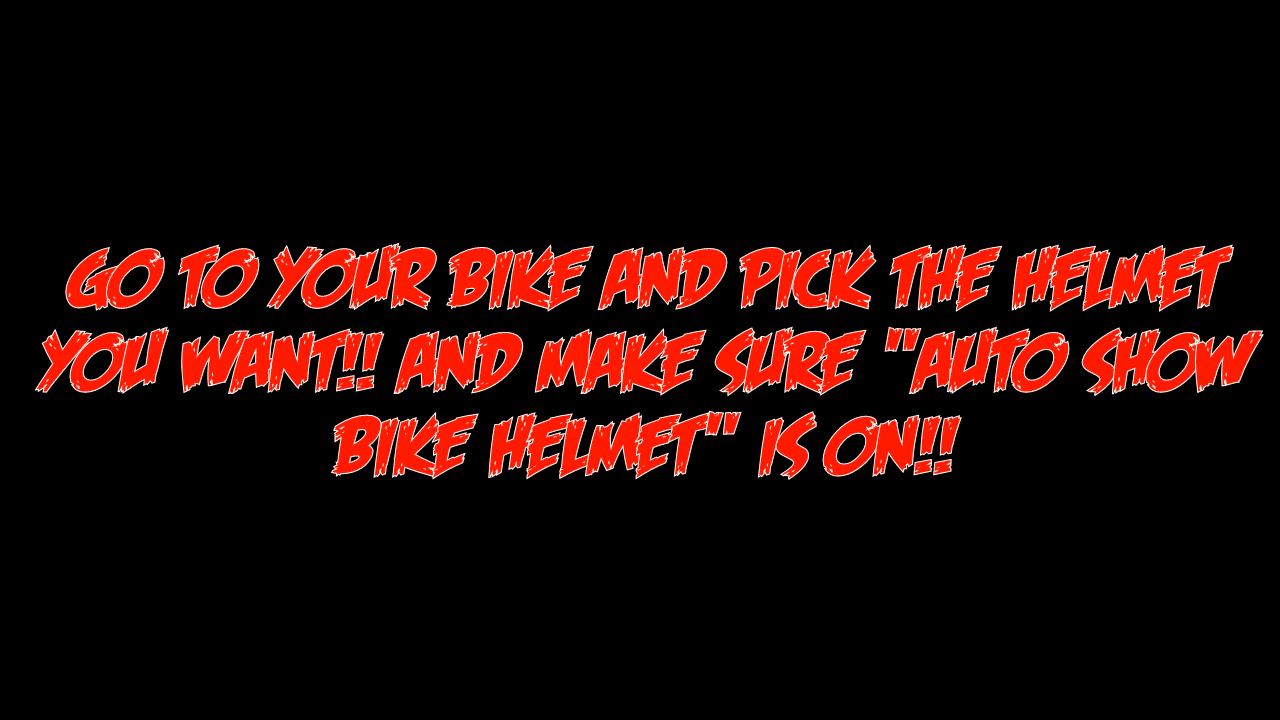 GO TO YOUR BIKE AND PICK THE HELMET
YOU WANT!! AND MAKE SURE "AUTO SHOW
BIKE HELMET" IS ON!!